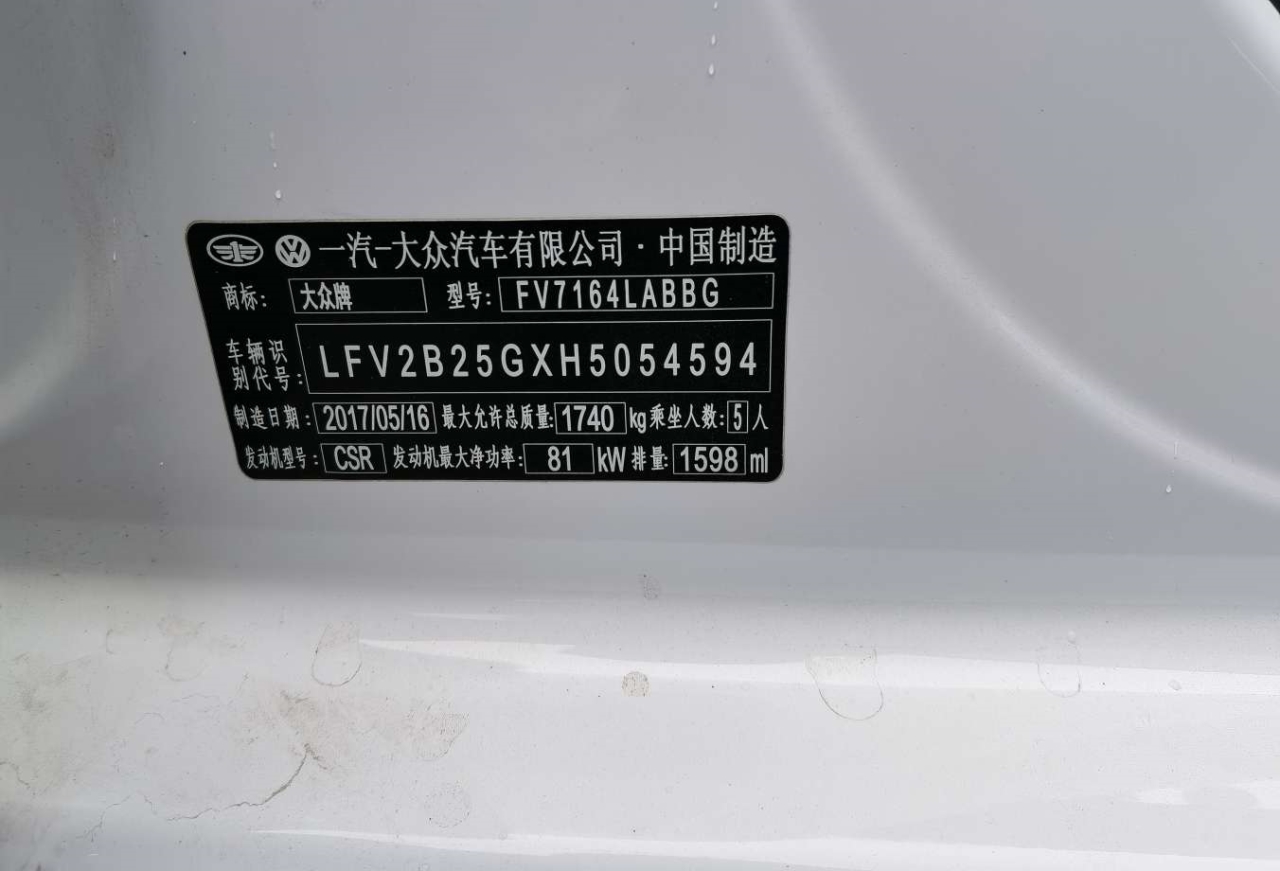 一汽-大众汽车有限公司·中国制造
商标: 大众牌 型号: FV7164LABBG
车辆识别代号: LFV2B25GXH5054594
制造日期: 2017/05/16 最大允许总质量: 1740 kg 乘坐人数: 5 人
发动机型号: CSR 发动机最大净功率: 81 kW 排量: 1598 ml